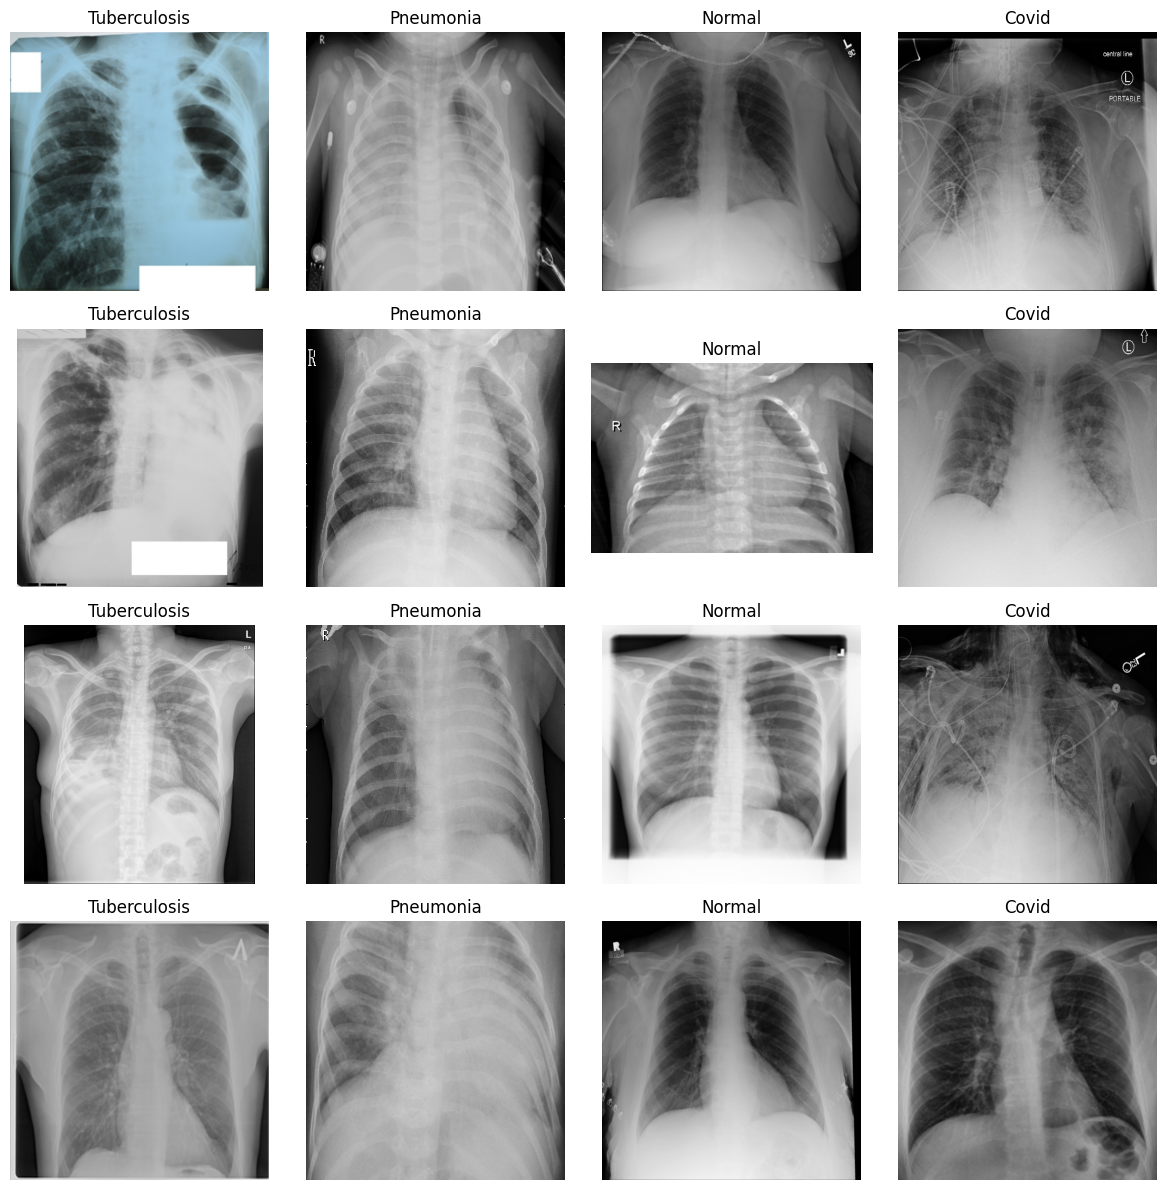 Tuberculosis
Pneumonia
Normal
Covid
R
L
central line
L
PORTABLE
Tuberculosis
Pneumonia
Normal
Covid
R
R
L
Tuberculosis
Pneumonia
Normal
Covid
L
R
L
Tuberculosis
Pneumonia
Normal
Covid
R